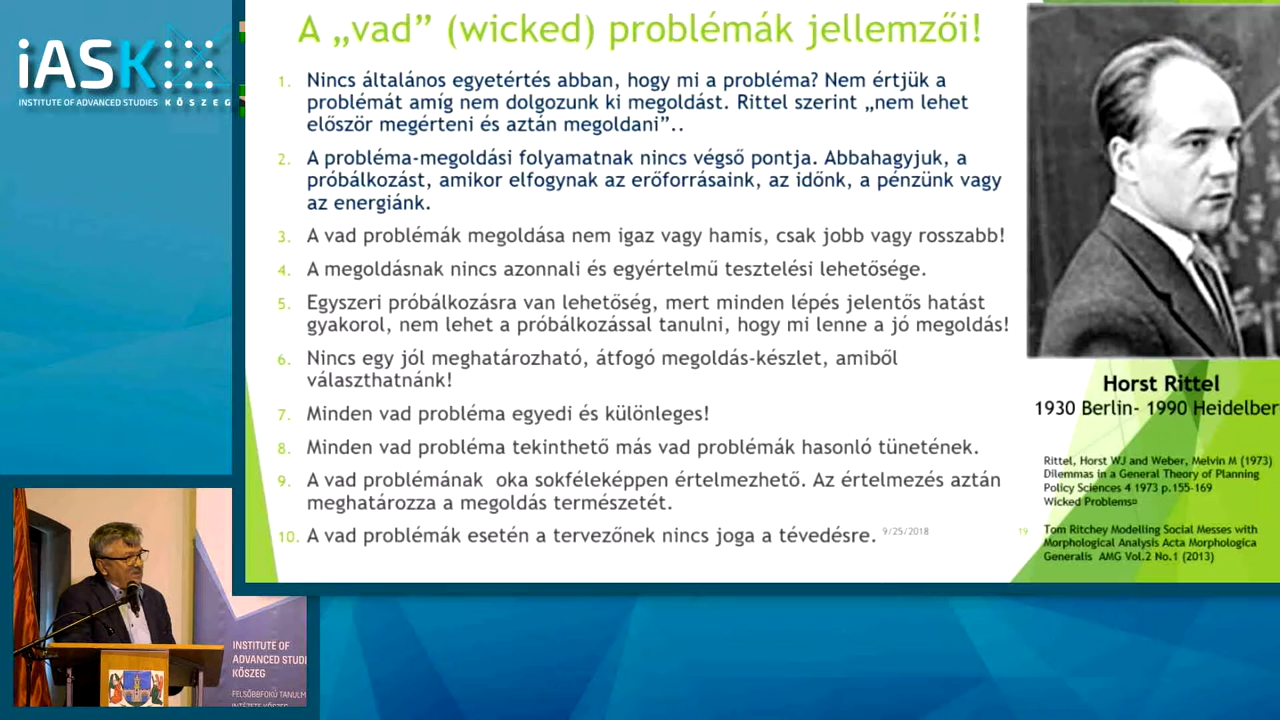 iASK
INSTITUTE OF ADVANCED STUDIES KŐSZEG
A „vad” (wicked) problémák jellemzői!
1. Nincs általános egyetértés abban, hogy mi a probléma? Nem értjük a
problémát amíg nem dolgozunk ki megoldást. Rittel szerint „nem lehet
először megérteni és aztán megoldani”..
2. A probléma-megoldási folyamatnak nincs végső pontja. Abbahagyjuk, a
próbálkozást, amikor elfogynak az erőforrásaink, az időnk, a pénzünk vagy
az energiánk.
3. A vad problémák megoldása nem igaz vagy hamis, csak jobb vagy rosszabb!
4. A megoldásnak nincs azonnali és egyértelmű tesztelési lehetősége.
5. Egyszeri próbálkozásra van lehetőség, mert minden lépés jelentős hatást
gyakorol, nem lehet a próbálkozással tanulni, hogy mi lenne a jó megoldás!
6. Nincs egy jól meghatározható, átfogó megoldás-készlet, amiből
választhatnánk!
7. Minden vad probléma egyedi és különleges!
8. Minden vad probléma tekinthető más vad problémák hasonló tünetének.
9. A vad problémának oka sokféleképpen értelmezhető. Az értelmezés aztán
meghatározza a megoldás természetét.
10. A vad problémák esetén a tervezőnek nincs joga a tévedésre.
9/25/2018
19
Horst Rittel
1930 Berlin- 1990 Heidelber
Rittel, Horst WJ and Weber, Melvin M (1973)
Dilemmas in a General Theory of Planning
Policy Sciences 4 1973 p.155-169
Wicked Problems¤
Tom Ritchey Modelling Social Messes with
Morphological Analysis Acta Morphologica
Generalis AMG Vol.2 No.1 (2013)
INSTITUTE OF
ADVANCED STUDI
KŐSZEG
FELSŐBBFOKÚ TANULM
INTÉZETE KŐSZEG